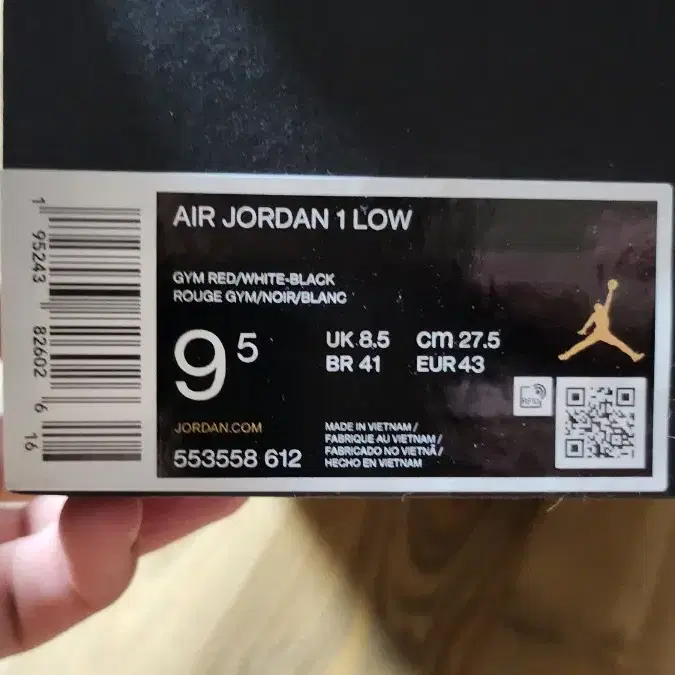 AIR JORDAN 1 LOW
GYM RED/WHITE-BLACK
ROUGE GYM/NOIR/BLANC
9 5
UK 8.5 cm 27.5
BR 41 EUR 43
RFID
JORDAN.COM
553558 612
MADE IN VIETNAM /
FABRIQUE AU VIETNAM /
FABRICADO NO VIETNÃ /
HECHO EN VIETNAM
1 95243 82602 6 16